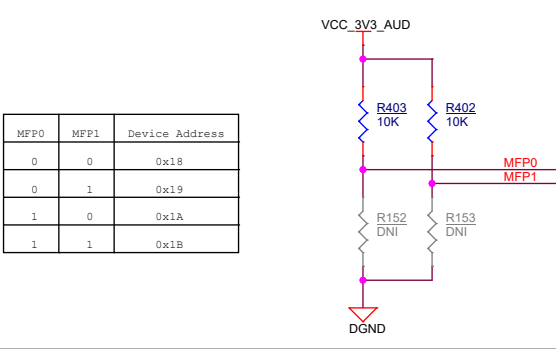 VCC_3V3_AUD
R403
10K
R402
10K
MFP0 MFP1 Device Address
0 0 0x18
0 1 0x19
1 0 0x1A
1 1 0x1B
MFP0
MFP1
R152
DNI
R153
DNI
DGND